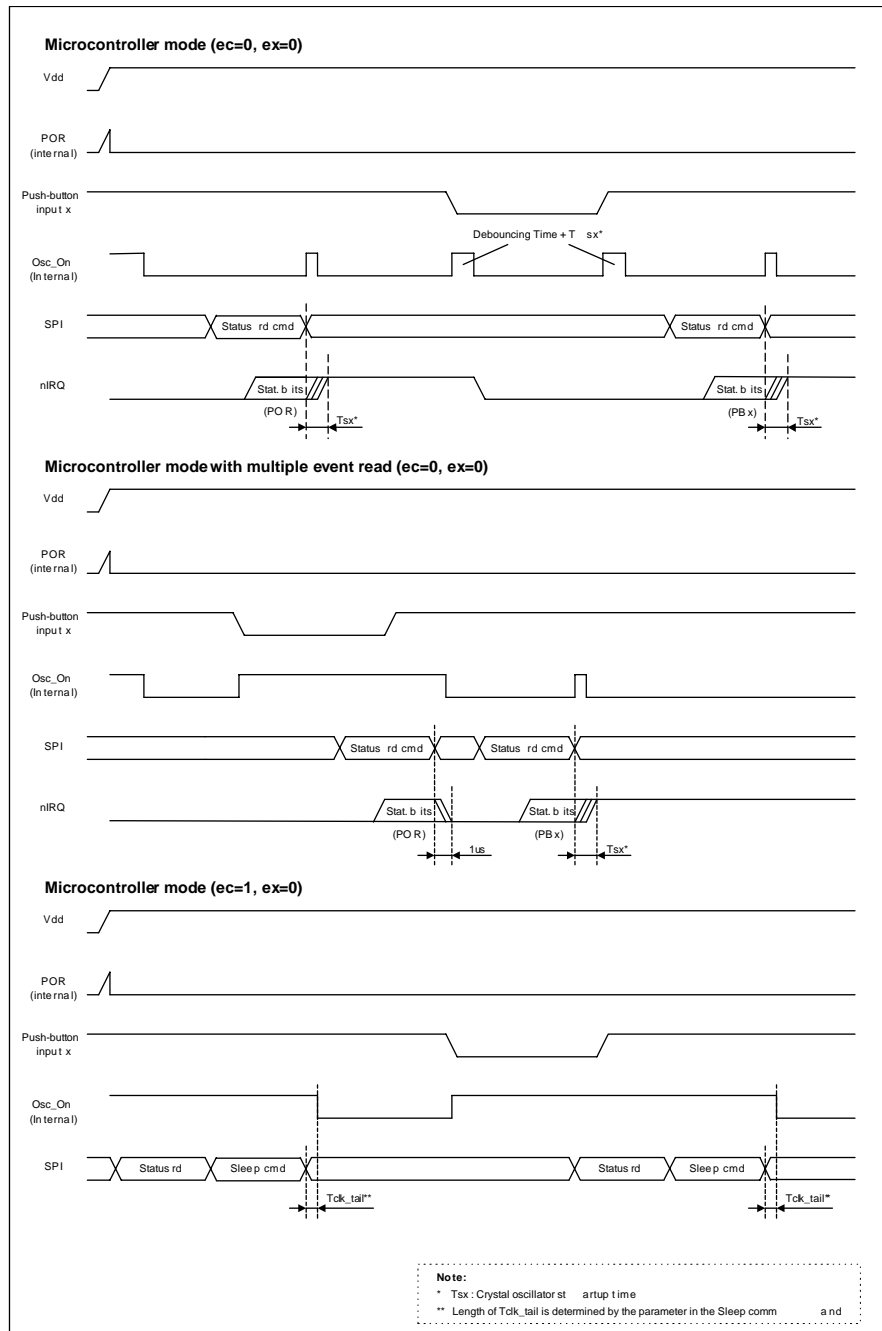 Microcontroller mode (ec=0, ex=0)
Vdd
POR
(internal)
Push-button
input x
Debouncing Time + T sx*
Osc_On
(Internal)
SPI
Status rd cmd
Status rd cmd
nIRQ
Stat. bits
Stat. bits
(POR)
(PBx)
Tsx*
Tsx*
Microcontroller mode with multiple event read (ec=0, ex=0)
Vdd
POR
(internal)
Push-button
input x
Osc_On
(Internal)
SPI
Status rd cmd
Status rd cmd
nIRQ
Stat. bits
Stat. bits
(POR)
(PBx)
1us
Tsx*
Microcontroller mode (ec=1, ex=0)
Vdd
POR
(internal)
Push-button
input x
Osc_On
(Internal)
SPI
Status rd
Sleep cmd
Status rd
Sleep cmd
Tclk_tail**
Tclk_tail*
Note:
* Tsx : Crystal oscillator st artup time
** Length of Tclk_tail is determined by the parameter in the Sleep comm and